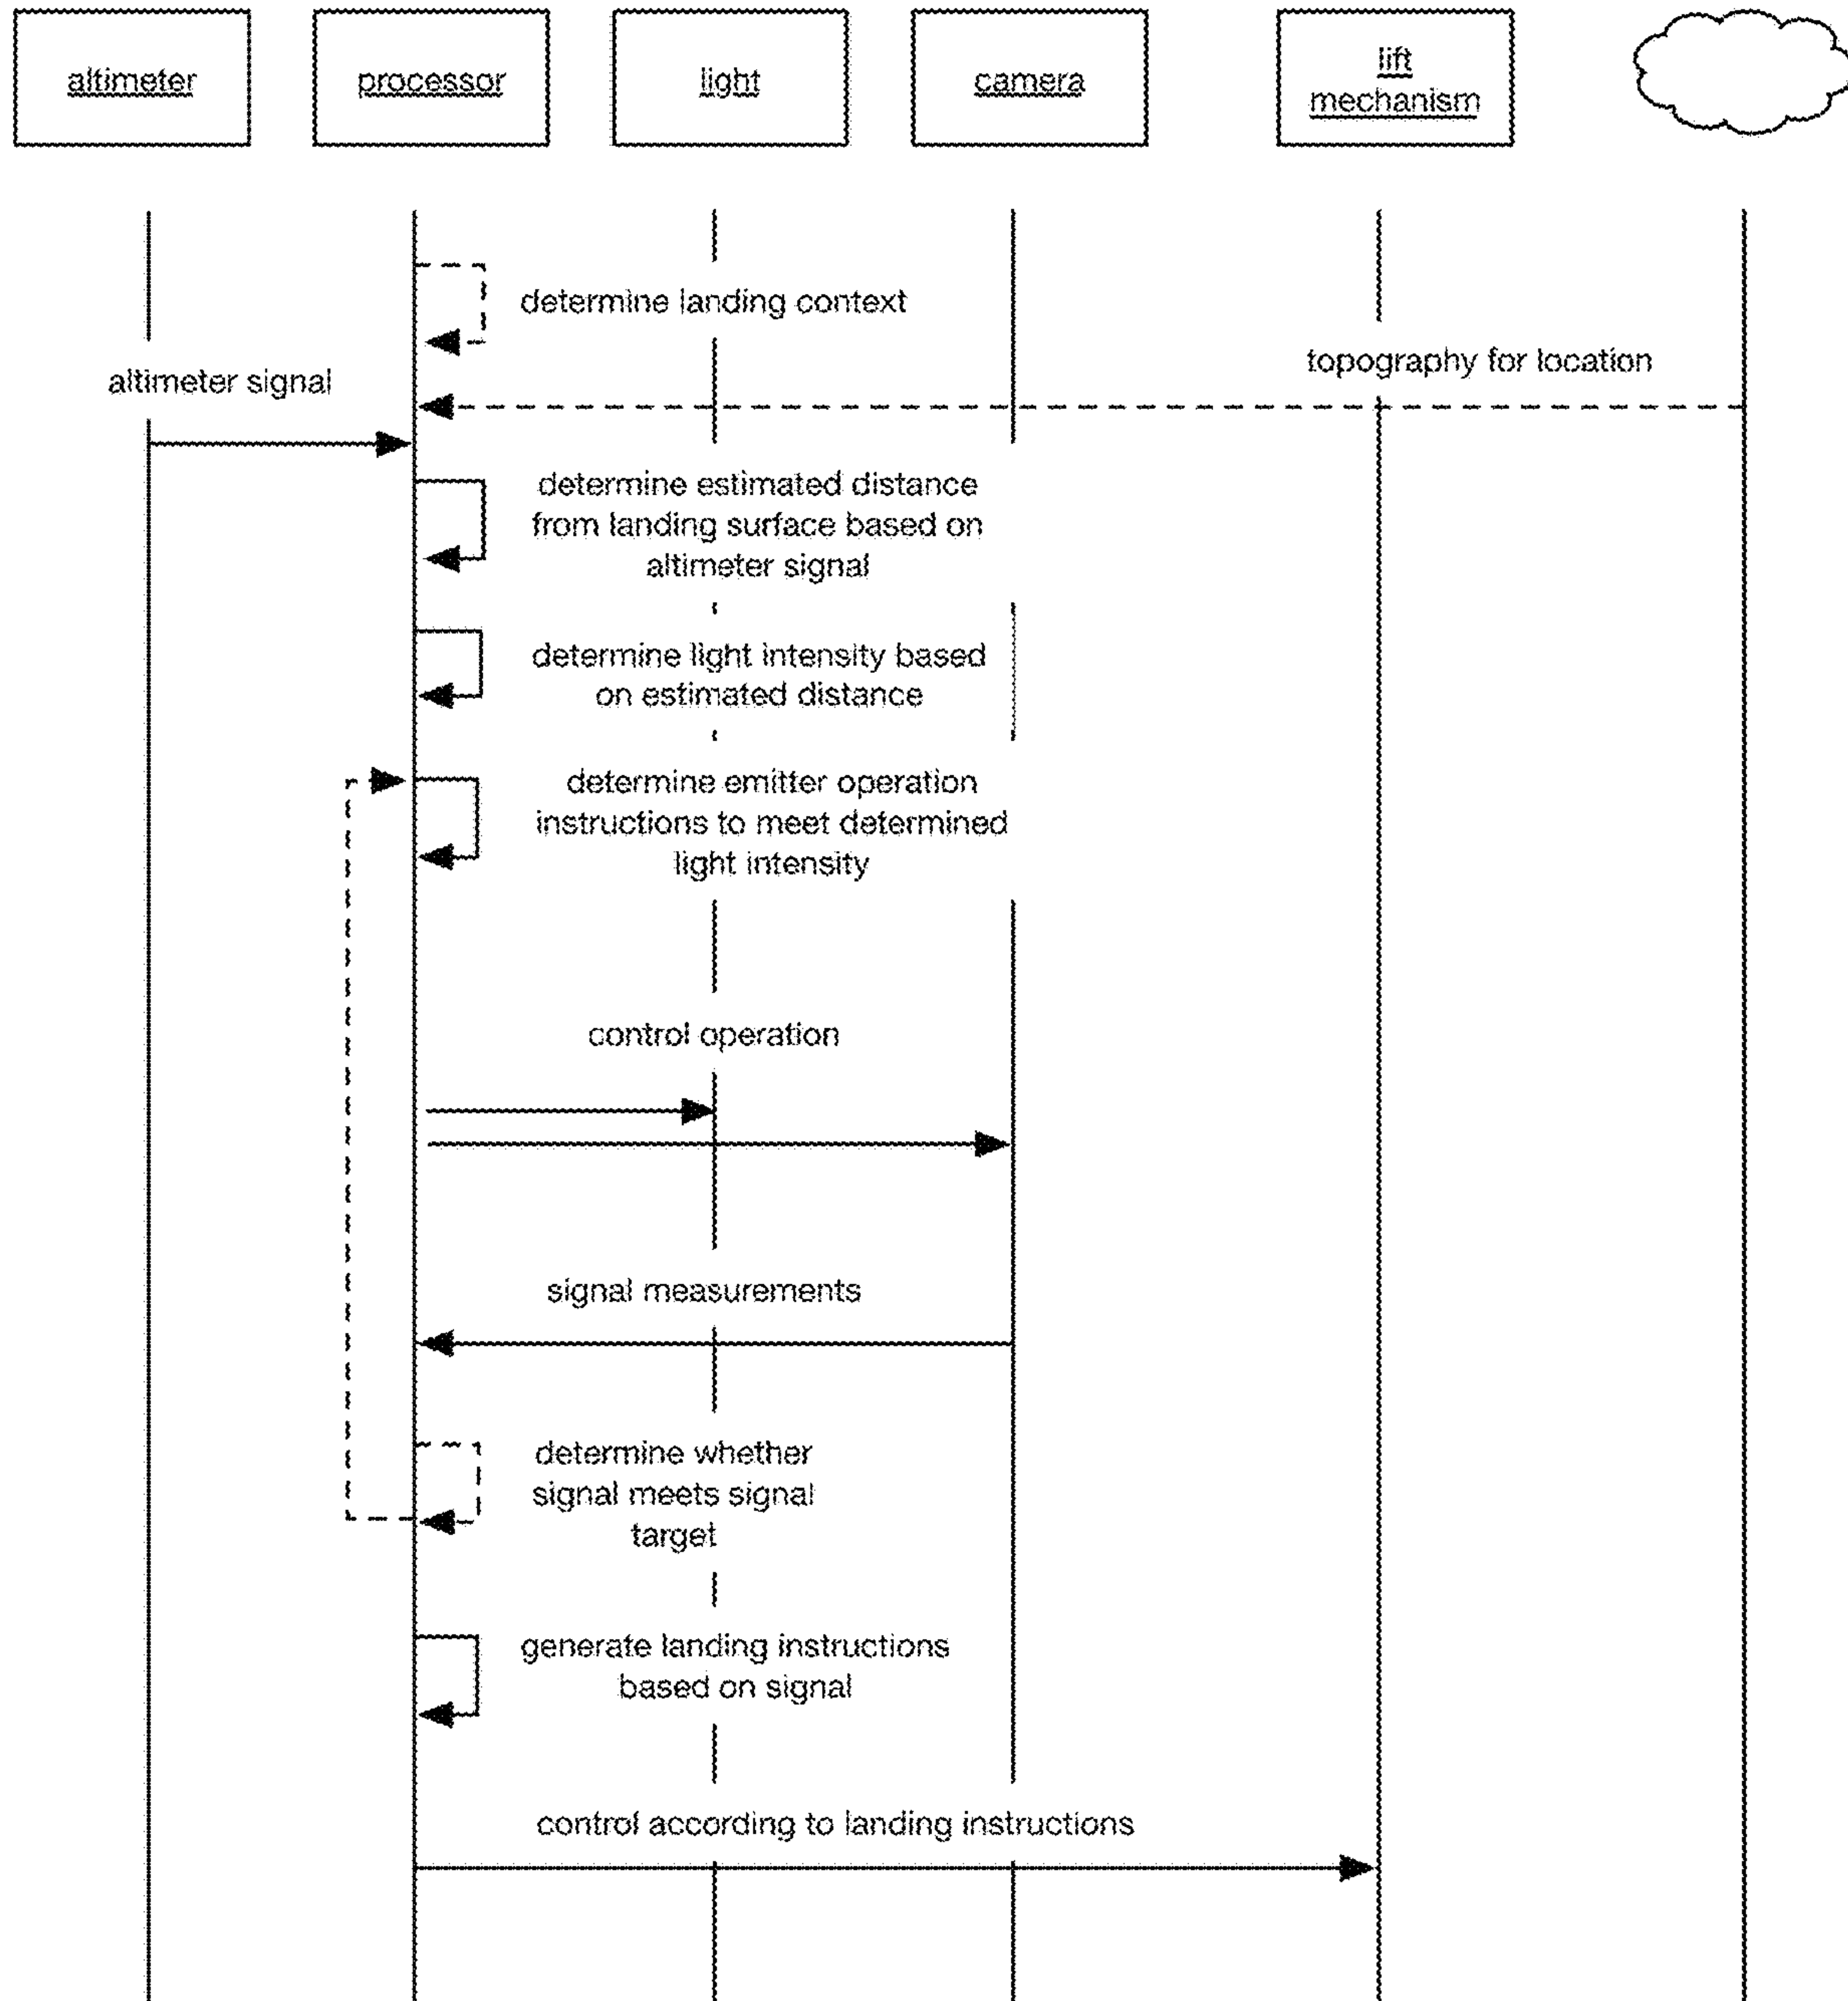 altimeter
processor
light
camera
lift
mechanism
determine landing context
topography for location
altimeter signal
determine estimated distance
from landing surface based on
altimeter signal
determine light intensity based
on estimated distance
determine emitter operation
instructions to meet determined
light intensity
control operation
signal measurements
determine whether
signal meets signal
target
generate landing instructions
based on signal
control according to landing instructions